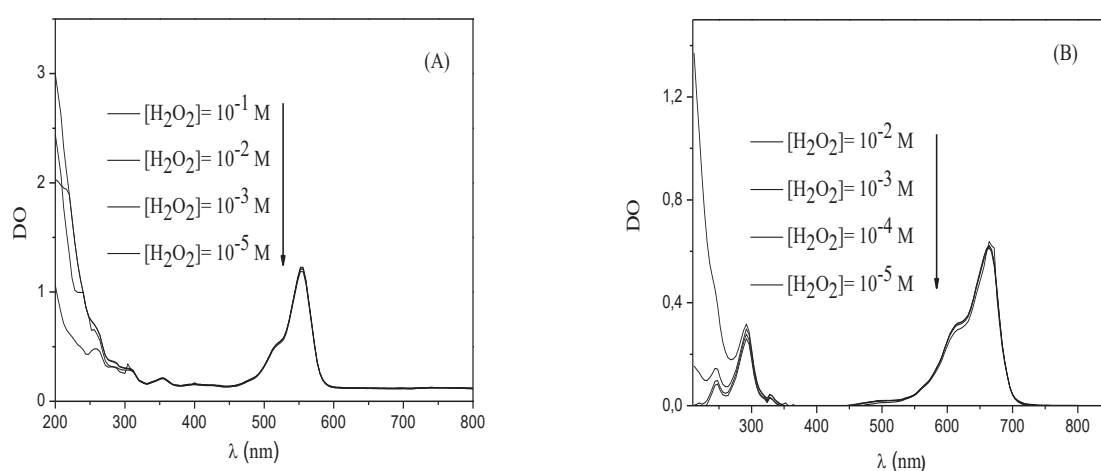 (A)
3
2
1
0
DO
[H₂O₂]= 10⁻¹ M
[H₂O₂]= 10⁻² M
[H₂O₂]= 10⁻³ M
[H₂O₂]= 10⁻⁵ M
200 300 400 500 600 700 800
λ (nm)
(B)
1,2
0,8
0,4
0,0
DO
[H₂O₂]= 10⁻² M
[H₂O₂]= 10⁻³ M
[H₂O₂]= 10⁻⁴ M
[H₂O₂]= 10⁻⁵ M
300 400 500 600 700 800
λ (nm)